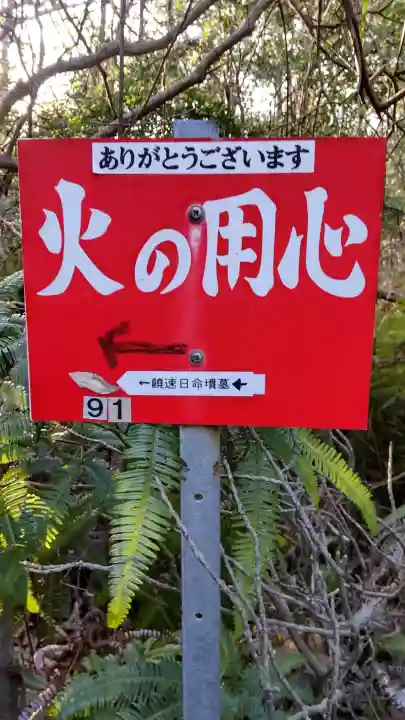 ありがとうございます
火の用心
←饒速日命墳墓←
91